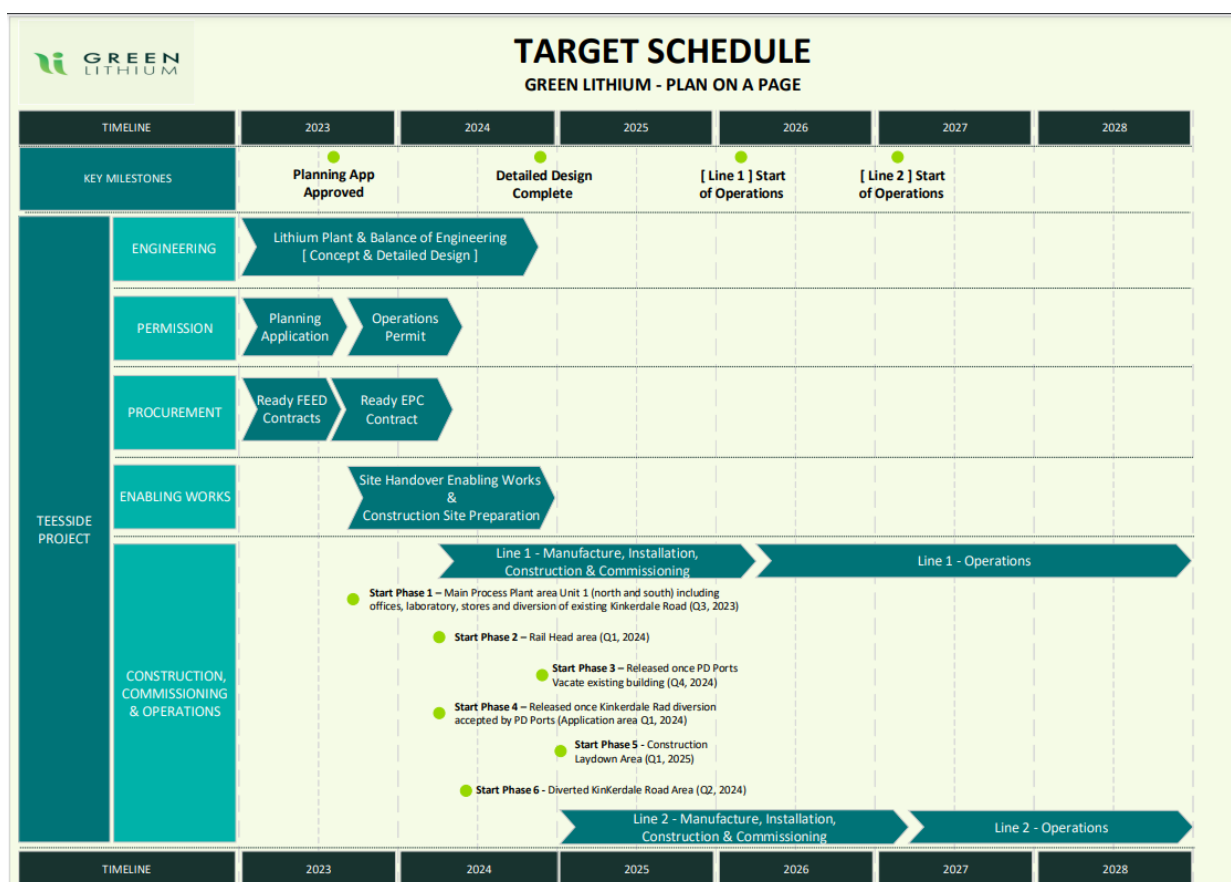 GREEN
LITHIUM
TARGET SCHEDULE
GREEN LITHIUM - PLAN ON A PAGE
TIMELINE 2023 2024 2025 2026 2027 2028
KEY MILESTONES
Planning App
Approved
Detailed Design
Complete
[ Line 1 ] Start
of Operations
[ Line 2 ] Start
of Operations
TEESSIDE
PROJECT
ENGINEERING
Lithium Plant & Balance of Engineering
[ Concept & Detailed Design ]
PERMISSION
Planning
Application
Operations
Permit
PROCUREMENT
Ready FEED
Contracts
Ready EPC
Contract
ENABLING WORKS
Site Handover Enabling Works
&
Construction Site Preparation
CONSTRUCTION,
COMMISSIONING
& OPERATIONS
Line 1 - Manufacture, Installation,
Construction & Commissioning
Line 1 - Operations
Start Phase 1 – Main Process Plant area Unit 1 (north and south) including
offices, laboratory, stores and diversion of existing Kinkerdale Road (Q3, 2023)
Start Phase 2 – Rail Head area (Q1, 2024)
Start Phase 3 – Released once PD Ports
Vacate existing building (Q4, 2024)
Start Phase 4 – Released once Kinkerdale Rad diversion
accepted by PD Ports (Application area Q1, 2024)
Start Phase 5 - Construction
Laydown Area (Q1, 2025)
Start Phase 6 - Diverted KinKerdale Road Area (Q2, 2024)
Line 2 - Manufacture, Installation,
Construction & Commissioning
Line 2 - Operations
TIMELINE 2023 2024 2025 2026 2027 2028